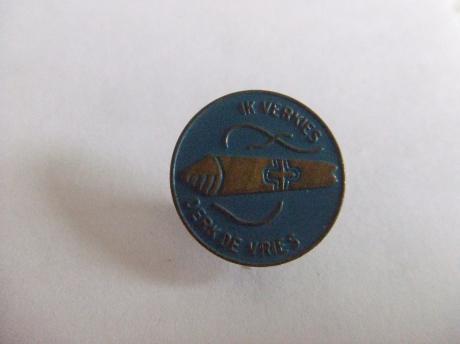 IK VERKIES
DERK DE VRIES